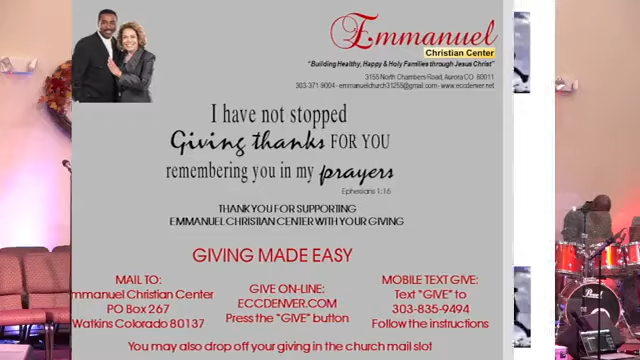 Emmanuel
Christian Center
"Building Healthy, Happy & Holy Families through Jesus Christ"
3155 North Chambers Road, Aurora CO 80011
303-371-9004 - emmanuelchurch31255@gmail.com - www.eccdenver.net
I have not stopped
Giving thanks FOR YOU
remembering you in my prayers
Ephesians 1:16
THANK YOU FOR SUPPORTING
EMMANUEL CHRISTIAN CENTER WITH YOUR GIVING
GIVING MADE EASY
MAIL TO:
mmanuel Christian Center
PO Box 267
Watkins Colorado 80137
GIVE ON-LINE:
ECCDENVER.COM
Press the "GIVE" button
MOBILE TEXT GIVE:
Text "GIVE" to
303-835-9494
Follow the instructions
You may also drop off your giving in the church mail slot